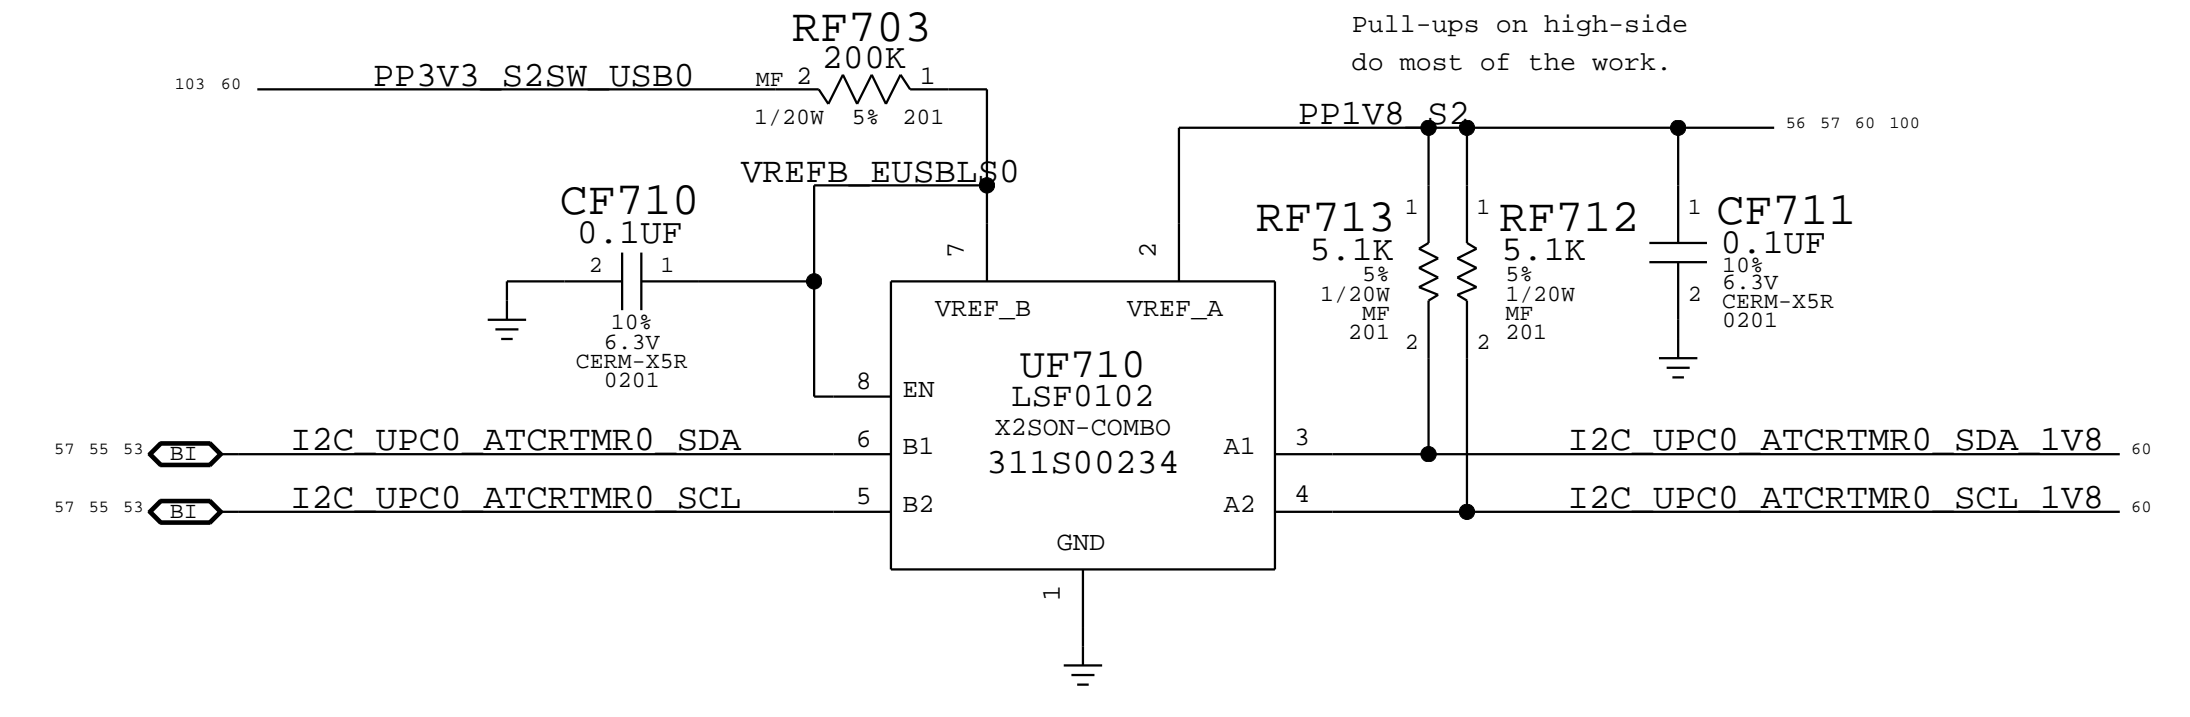 RF703
200K
PP3V3_S2SW_USB0
103 60
MF 2 1
1/20W 5% 201
Pull-ups on high-side
do most of the work.
PP1V8_S2
56 57 60 100
VREFB_EUSBLS0
CF710
0.1UF
2 1
10%
6.3V
CERM-X5R
0201
7
2
RF713
5.1K
5%
1/20W
MF
201
1
2
RF712
5.1K
5%
1/20W
MF
201
1
2
CF711
0.1UF
10%
6.3V
CERM-X5R
0201
1
2
VREF_B VREF_A
UF710
LSF0102
X2SON-COMBO
311S00234
8 EN
57 55 53 BI I2C_UPC0_ATCRTMR0_SDA 6 B1
A1 3 I2C_UPC0_ATCRTMR0_SDA_1V8 60
57 55 53 BI I2C_UPC0_ATCRTMR0_SCL 5 B2
A2 4 I2C_UPC0_ATCRTMR0_SCL_1V8 60
GND
1